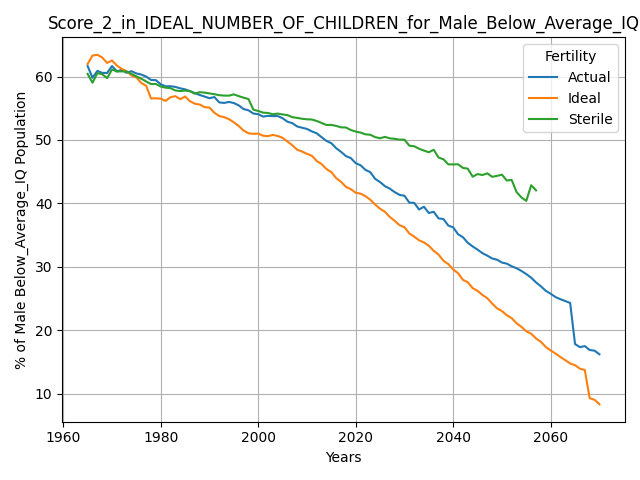 Score_2_in_IDEAL_NUMBER_OF_CHILDREN_for_Male_Below_Average_IQ
Fertility
Actual
Ideal
Sterile
% of Male Below_Average_IQ Population
60
50
40
30
20
10
1960 1980 2000 2020 2040 2060
Years